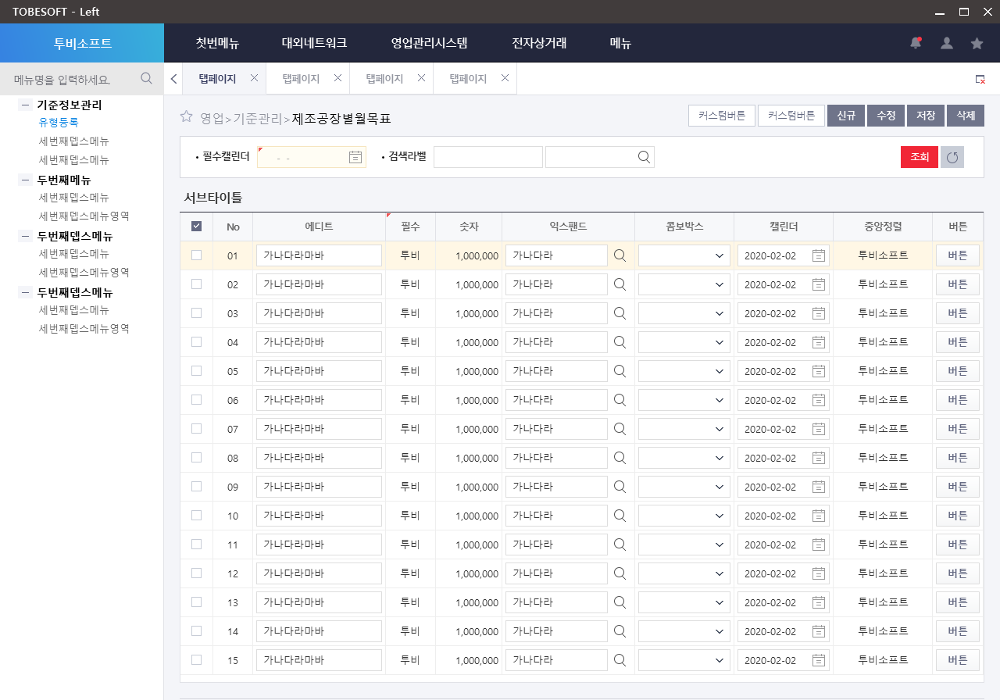 TOBESOFT - Left
투비소프트 첫번메뉴 대외네트워크 영업관리시스템 전자상거래 메뉴
메뉴명을 입력하세요. 탭페이지 탭페이지 탭페이지 탭페이지
기준정보관리
유형등록
세번째뎁스메뉴
세번째뎁스메뉴
두번째메뉴
세번째뎁스메뉴
세번째뎁스메뉴영역
두번째뎁스메뉴
세번째뎁스메뉴
세번째뎁스메뉴영역
두번째뎁스메뉴
세번째뎁스메뉴
세번째뎁스메뉴영역
영업>기준관리>제조공장별월목표 커스텀버튼 커스텀버튼 신규 수정 저장 삭제
• 필수캘린더 - - • 검색라벨 조회
서브타이틀
No 에디트 필수 숫자 익스팬드 콤보박스 캘린더 중앙정렬 버튼
01 가나다라마바 투비 1,000,000 가나다라 2020-02-02 투비소프트 버튼
02 가나다라마바 투비 1,000,000 가나다라 2020-02-02 투비소프트 버튼
03 가나다라마바 투비 1,000,000 가나다라 2020-02-02 투비소프트 버튼
04 가나다라마바 투비 1,000,000 가나다라 2020-02-02 투비소프트 버튼
05 가나다라마바 투비 1,000,000 가나다라 2020-02-02 투비소프트 버튼
06 가나다라마바 투비 1,000,000 가나다라 2020-02-02 투비소프트 버튼
07 가나다라마바 투비 1,000,000 가나다라 2020-02-02 투비소프트 버튼
08 가나다라마바 투비 1,000,000 가나다라 2020-02-02 투비소프트 버튼
09 가나다라마바 투비 1,000,000 가나다라 2020-02-02 투비소프트 버튼
10 가나다라마바 투비 1,000,000 가나다라 2020-02-02 투비소프트 버튼
11 가나다라마바 투비 1,000,000 가나다라 2020-02-02 투비소프트 버튼
12 가나다라마바 투비 1,000,000 가나다라 2020-02-02 투비소프트 버튼
13 가나다라마바 투비 1,000,000 가나다라 2020-02-02 투비소프트 버튼
14 가나다라마바 투비 1,000,000 가나다라 2020-02-02 투비소프트 버튼
15 가나다라마바 투비 1,000,000 가나다라 2020-02-02 투비소프트 버튼